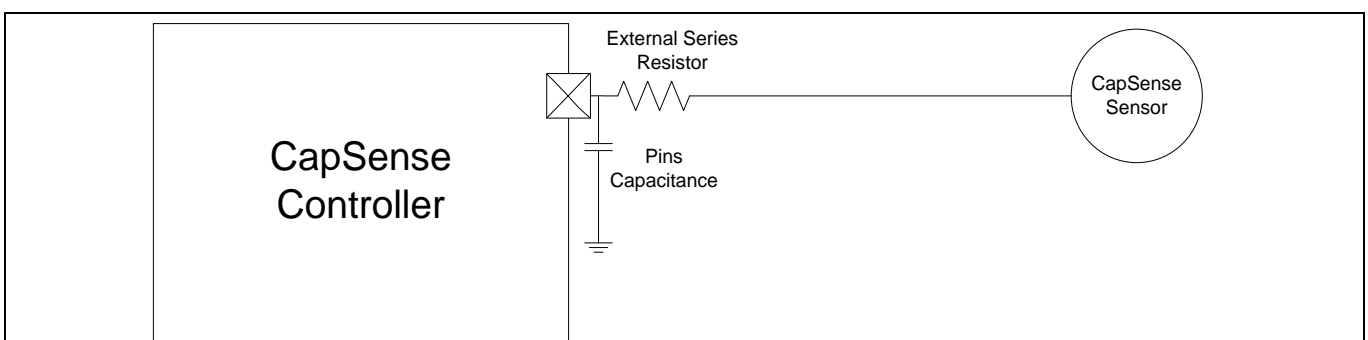 External Series
Resistor
CapSense
Sensor
CapSense
Controller
Pins
Capacitance